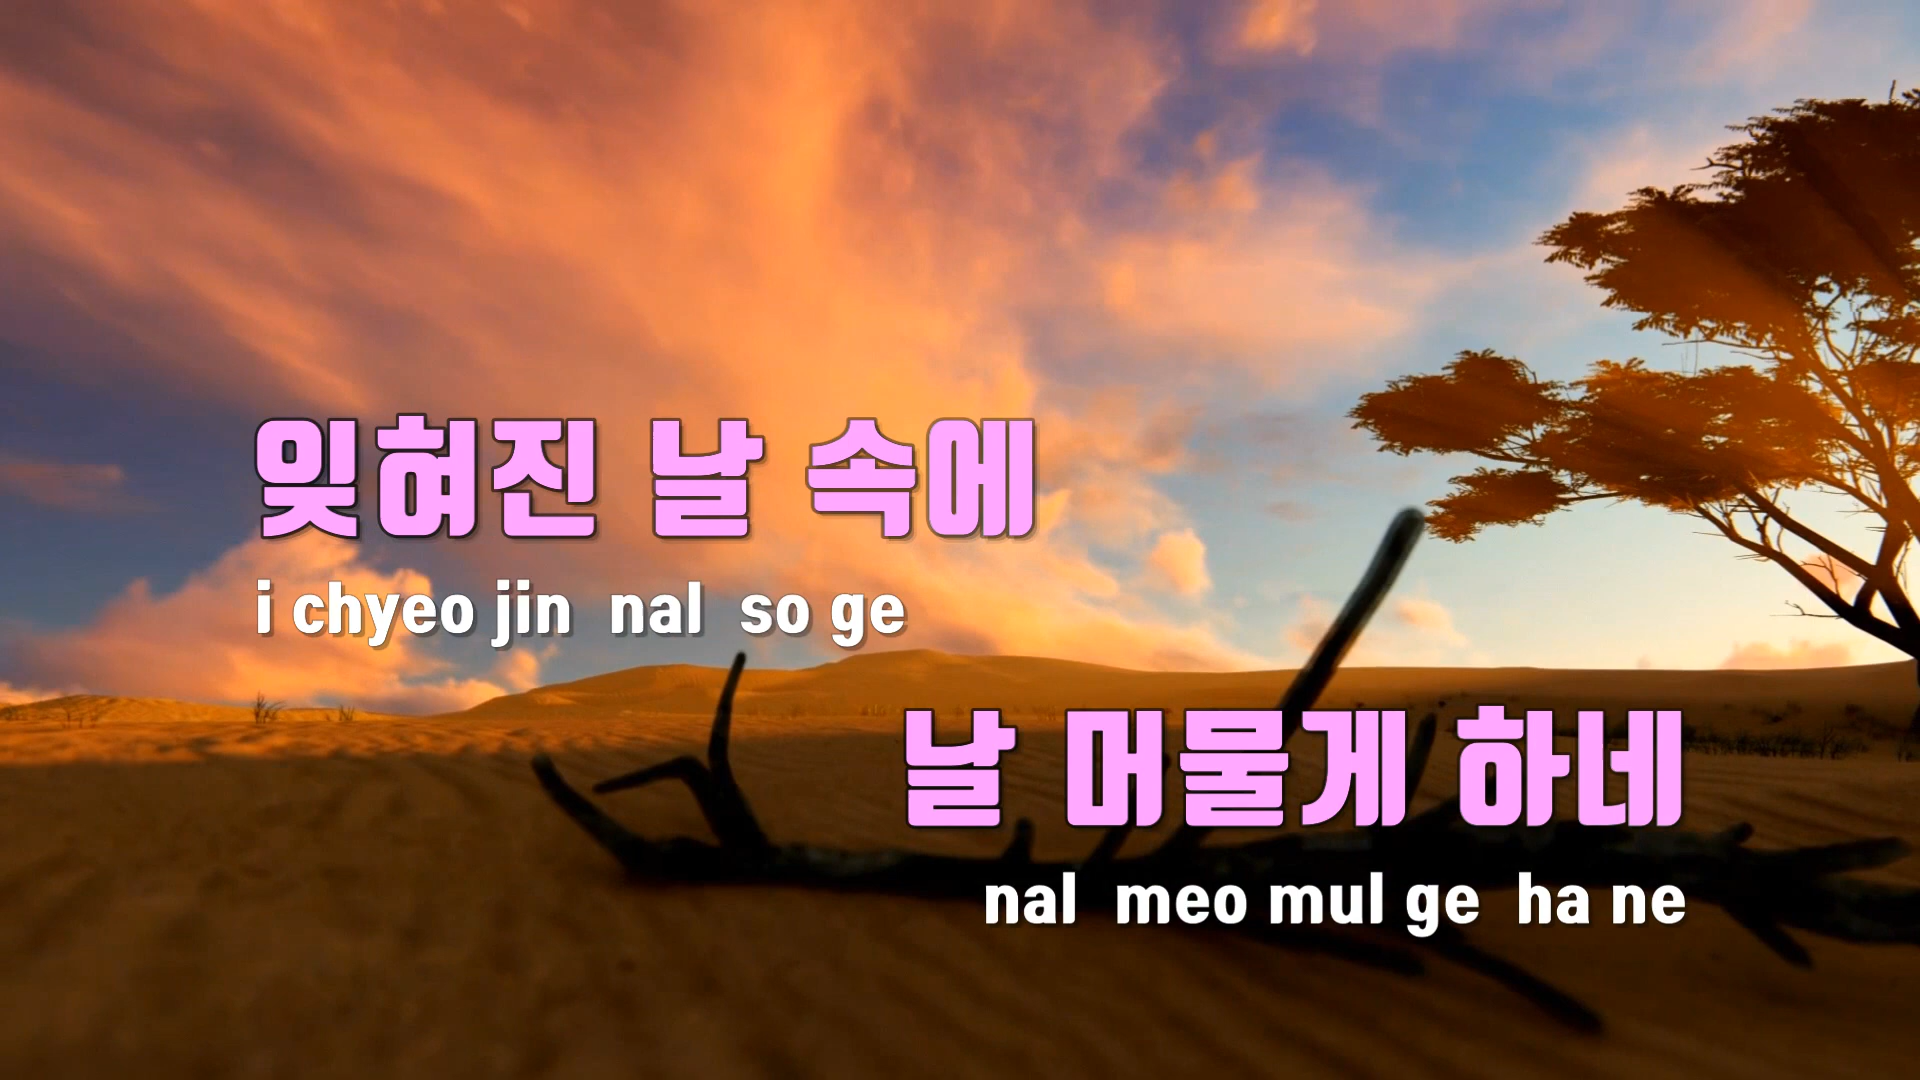 잊혀진 날 속에
i chyeo jin nal so ge
날 머물게 하네
nal meo mul ge ha ne